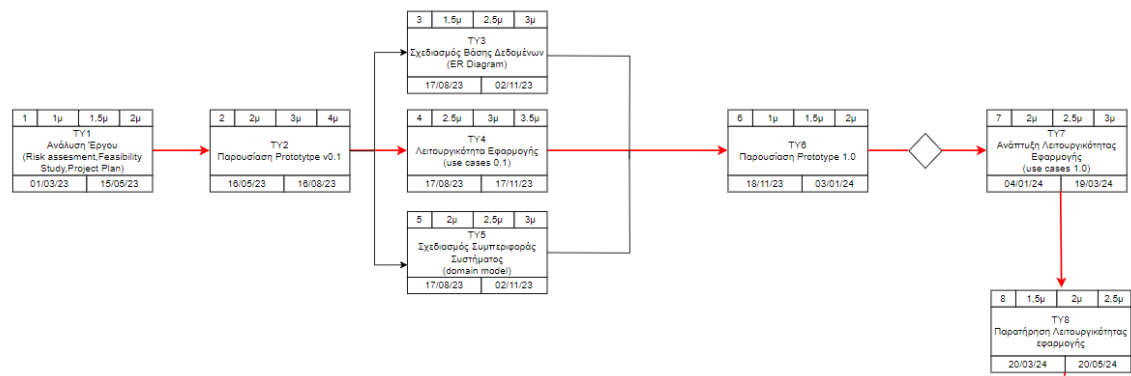 3 1,5μ 2,5μ 3μ
ΤΥ3
Σχεδιασμός Βάσης Δεδομένων
(ER Diagram)
17/08/23 02/11/23
1 1μ 1,5μ 2μ
ΤΥ1
Ανάλυση Έργου
(Risk assesment,Feasibility
Study,Project Plan)
01/03/23 15/05/23
2 2μ 3μ 4μ
ΤΥ2
Παρουσίαση Prototytpe v0.1
16/05/23 16/08/23
4 2.5μ 3μ 3.5μ
ΤΥ4
Λειτουργικότητα Εφαρμογής
(use cases 0.1)
17/08/23 17/11/23
6 1μ 1,5μ 2μ
ΤΥ6
Παρουσίαση Prototype 1.0
18/11/23 03/01/24
7 2μ 2,5μ 3μ
ΤΥ7
Ανάπτυξη Λειτουργικότητας
Εφαρμογής
(use cases 1.0)
04/01/24 19/03/24
5 2μ 2,5μ 3μ
ΤΥ5
Σχεδιασμός Συμπεριφοράς
Συστήματος
(domain model)
17/08/23 02/11/23
8 1,5μ 2μ 2,5μ
ΤΥ8
Παρατήρηση Λειτουργικότητας
εφαρμογής
20/03/24 20/05/24